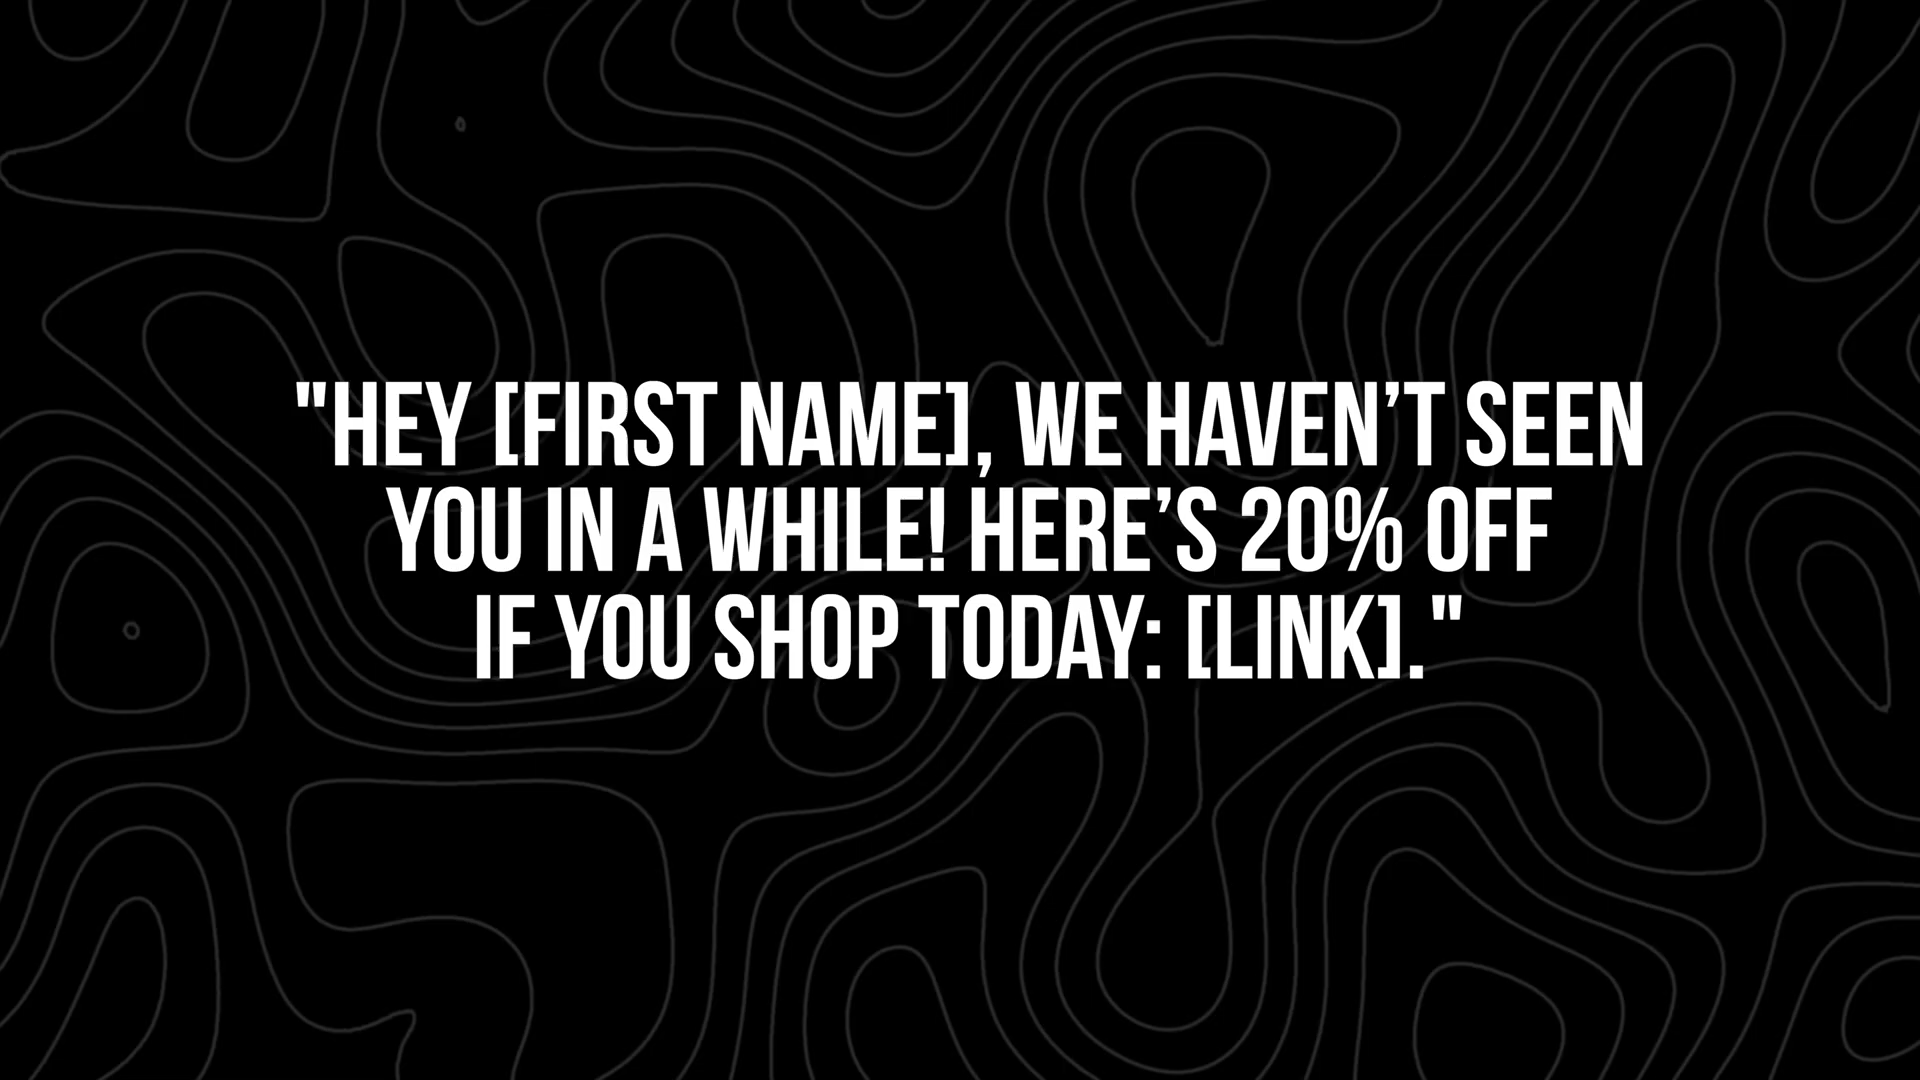 "HEY [FIRST NAME], WE HAVEN’T SEEN
YOU IN A WHILE! HERE’S 20% OFF
IF YOU SHOP TODAY: [LINK]."